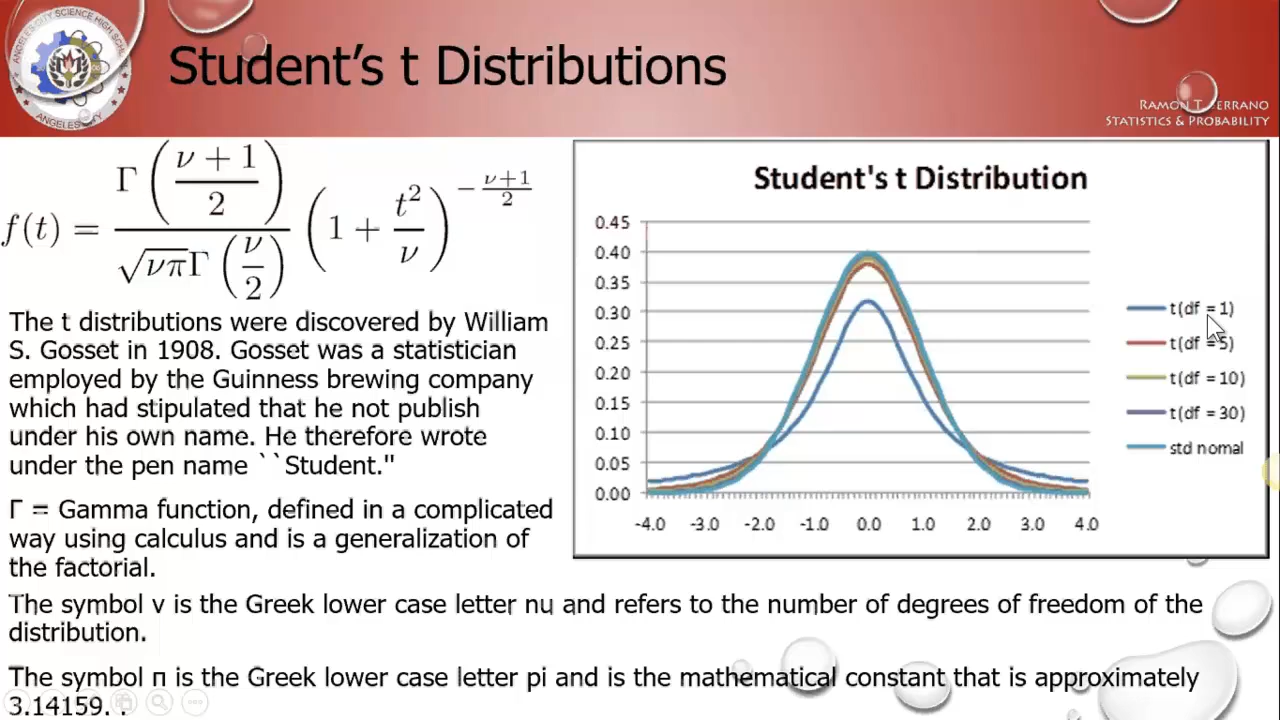 ANGELES CITY SCIENCE HIGH SCHOOL
ANGELES CITY
Student’s t Distributions
RAMON T. SERRANO
STATISTICS & PROBABILITY
f(t) = Γ((ν+1)/2) / (√(νπ)Γ(ν/2)) (1 + t²/ν)^(−(ν+1)/2)
The t distributions were discovered by William
S. Gosset in 1908. Gosset was a statistician
employed by the Guinness brewing company
which had stipulated that he not publish
under his own name. He therefore wrote
under the pen name ``Student."
Γ = Gamma function, defined in a complicated
way using calculus and is a generalization of
the factorial.
The symbol ν is the Greek lower case letter nu and refers to the number of degrees of freedom of the
distribution.
The symbol π is the Greek lower case letter pi and is the mathematical constant that is approximately
3.14159. .
Student's t Distribution
0.45
0.40
0.35
0.30
0.25
0.20
0.15
0.10
0.05
0.00
-4.0 -3.0 -2.0 -1.0 0.0 1.0 2.0 3.0 4.0
t(df = 1)
t(df = 5)
t(df = 10)
t(df = 30)
std nomal